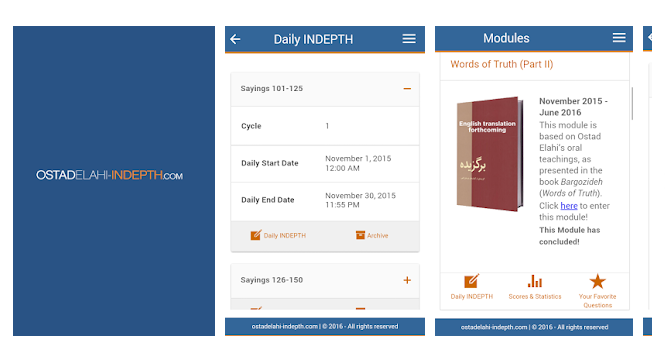 OSTADELAHI-INDEPTH.COM
Daily INDEPTH
Sayings 101-125
Cycle
1
Daily Start Date
November 1, 2015
12:00 AM
Daily End Date
November 30, 2015
11:55 PM
Daily INDEPTH
Archive
Sayings 126-150
ostadelahi-indepth.com | © 2016 - All rights reserved
Modules
Words of Truth (Part II)
English translation
forthcoming
برگزیده
November 2015 -
June 2016
This module is
based on Ostad
Elahi's oral
teachings, as
presented in the
book Bargozideh
(Words of Truth).
Click here to enter
this module!
This Module has
concluded!
Daily INDEPTH
Scores & Statistics
Your Favorite
Questions
ostadelahi-indepth.com | © 2016 - All rights reserved